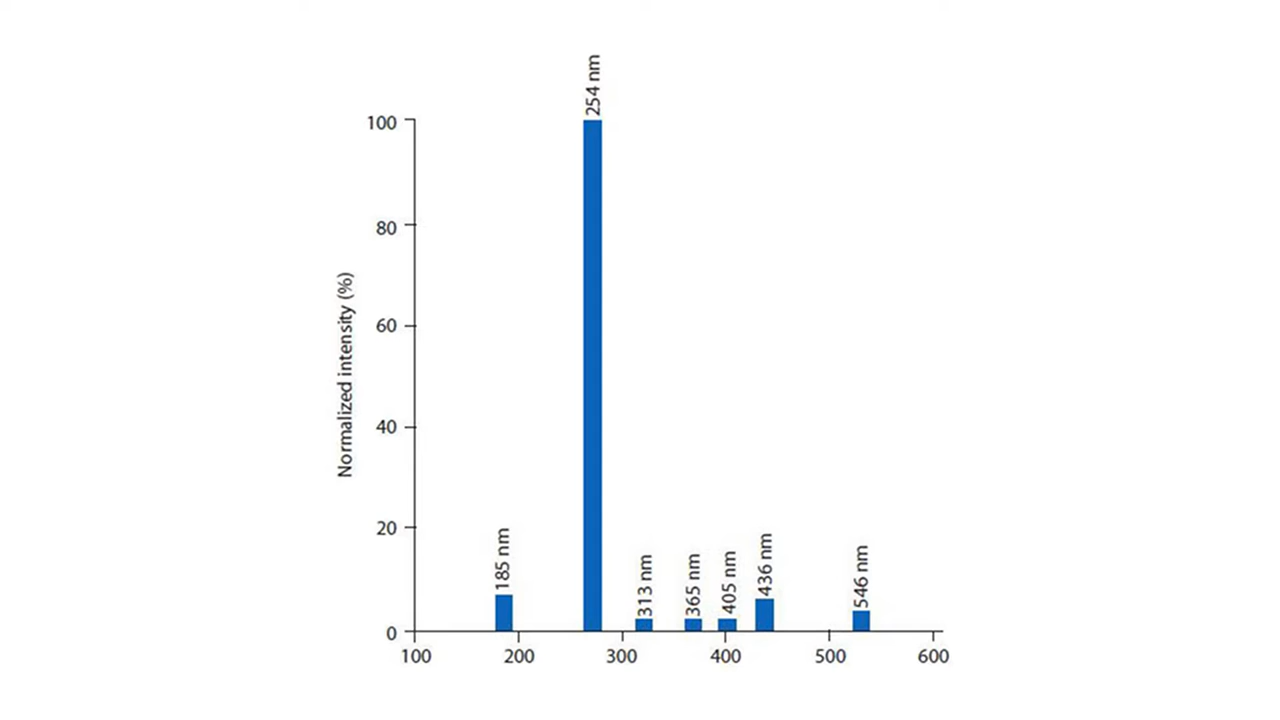 254 nm
100
80
Normalized intensity (%)
60
40
20
185 nm
313 nm
365 nm
405 nm
436 nm
546 nm
0
100 200 300 400 500 600